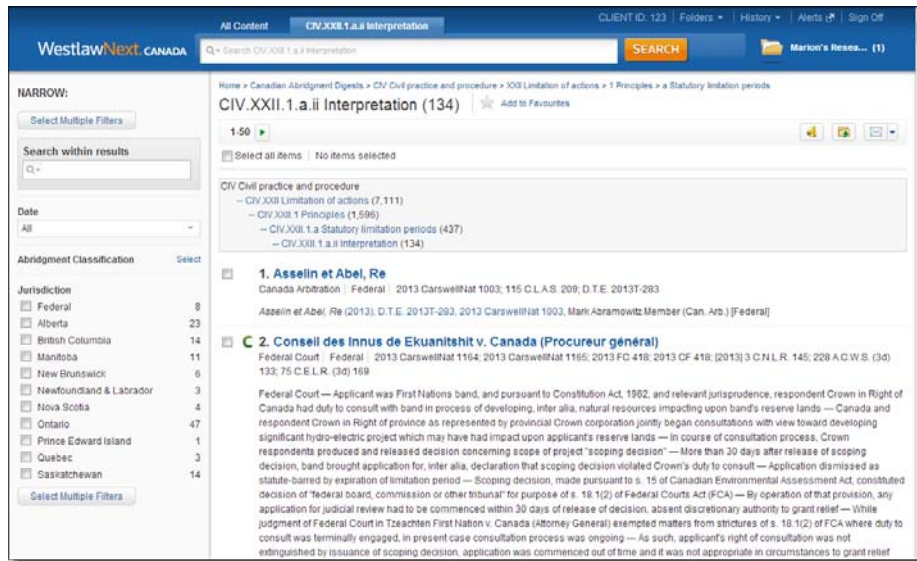 All Content
CIV.XXII.1.a.ii Interpretation
CLIENT ID: 123 | Folders | History | Alerts | Sign Off
WestlawNext. CANADA
Search CIV.XXII.1.a.ii Interpretation
SEARCH
Marion's Resea... (1)
NARROW:
Select Multiple Filters
Search within results
Date
All
Abridgment Classification Select
Jurisdiction
Federal 8
Alberta 23
British Columbia 14
Manitoba 11
New Brunswick 6
Newfoundland & Labrador 3
Nova Scotia 4
Ontario 47
Prince Edward Island 1
Quebec 3
Saskatchewan 14
Select Multiple Filters
Home > Canadian Abridgment Digests > CIV Civil practice and procedure > XXII Limitation of actions > 1 Principles > a Statutory limitation periods
CIV.XXII.1.a.ii Interpretation (134) Add to Favourites
1-50
Select all items | No items selected
CIV Civil practice and procedure
– CIV.XXII Limitation of actions (7,111)
– CIV.XXII.1 Principles (1,596)
– CIV.XXII.1.a Statutory limitation periods (437)
– CIV.XXII.1.a.ii Interpretation (134)
1. Asselin et Abel, Re
Canada Arbitration | Federal | 2013 CarswellNat 1003; 115 C.L.A.S. 209; D.T.E. 2013T-283
Asselin et Abel, Re (2013), D.T.E. 2013T-283, 2013 CarswellNat 1003, Mark Abramowitz Member (Can. Arb.) [Federal]
C 2. Conseil des Innus de Ekuanitshit v. Canada (Procureur général)
Federal Court | Federal | 2013 CarswellNat 1164; 2013 CarswellNat 1165; 2013 FC 418; 2013 CF 418; [2013] 3 C.N.L.R. 145; 228 A.C.W.S. (3d)
133; 75 C.E.L.R. (3d) 169
Federal Court — Applicant was First Nations band, and pursuant to Constitution Act, 1982, and relevant jurisprudence, respondent Crown in Right of
Canada had duty to consult with band in process of developing, inter alia, natural resources impacting upon band's reserve lands — Canada and
respondent Crown in Right of province as represented by provincial Crown corporation jointly began consultations with view toward developing
significant hydro-electric project which may have had impact upon applicant's reserve lands — In course of consultation process, Crown
respondents produced and released decision concerning scope of project "scoping decision" — More than 30 days after release of scoping
decision, band brought application for, inter alia, declaration that scoping decision violated Crown's duty to consult — Application dismissed as
statute-barred by expiration of limitation period — Scoping decision, made pursuant to s. 15 of Canadian Environmental Assessment Act, constituted
decision of "federal board, commission or other tribunal" for purpose of s. 18.1(2) of Federal Courts Act (FCA) — By operation of that provision, any
application for judicial review had to be commenced within 30 days of release of decision, absent discretionary authority to grant relief — While
judgment of Federal Court in Tzeachten First Nation v. Canada (Attorney General) exempted matters from strictures of s. 18.1(2) of FCA where duty to
consult was terminally engaged, in present case consultation process was ongoing — As such, applicant's right of consultation was not
extinguished by issuance of scoping decision, application was commenced out of time and it was not appropriate in circumstances to grant relief